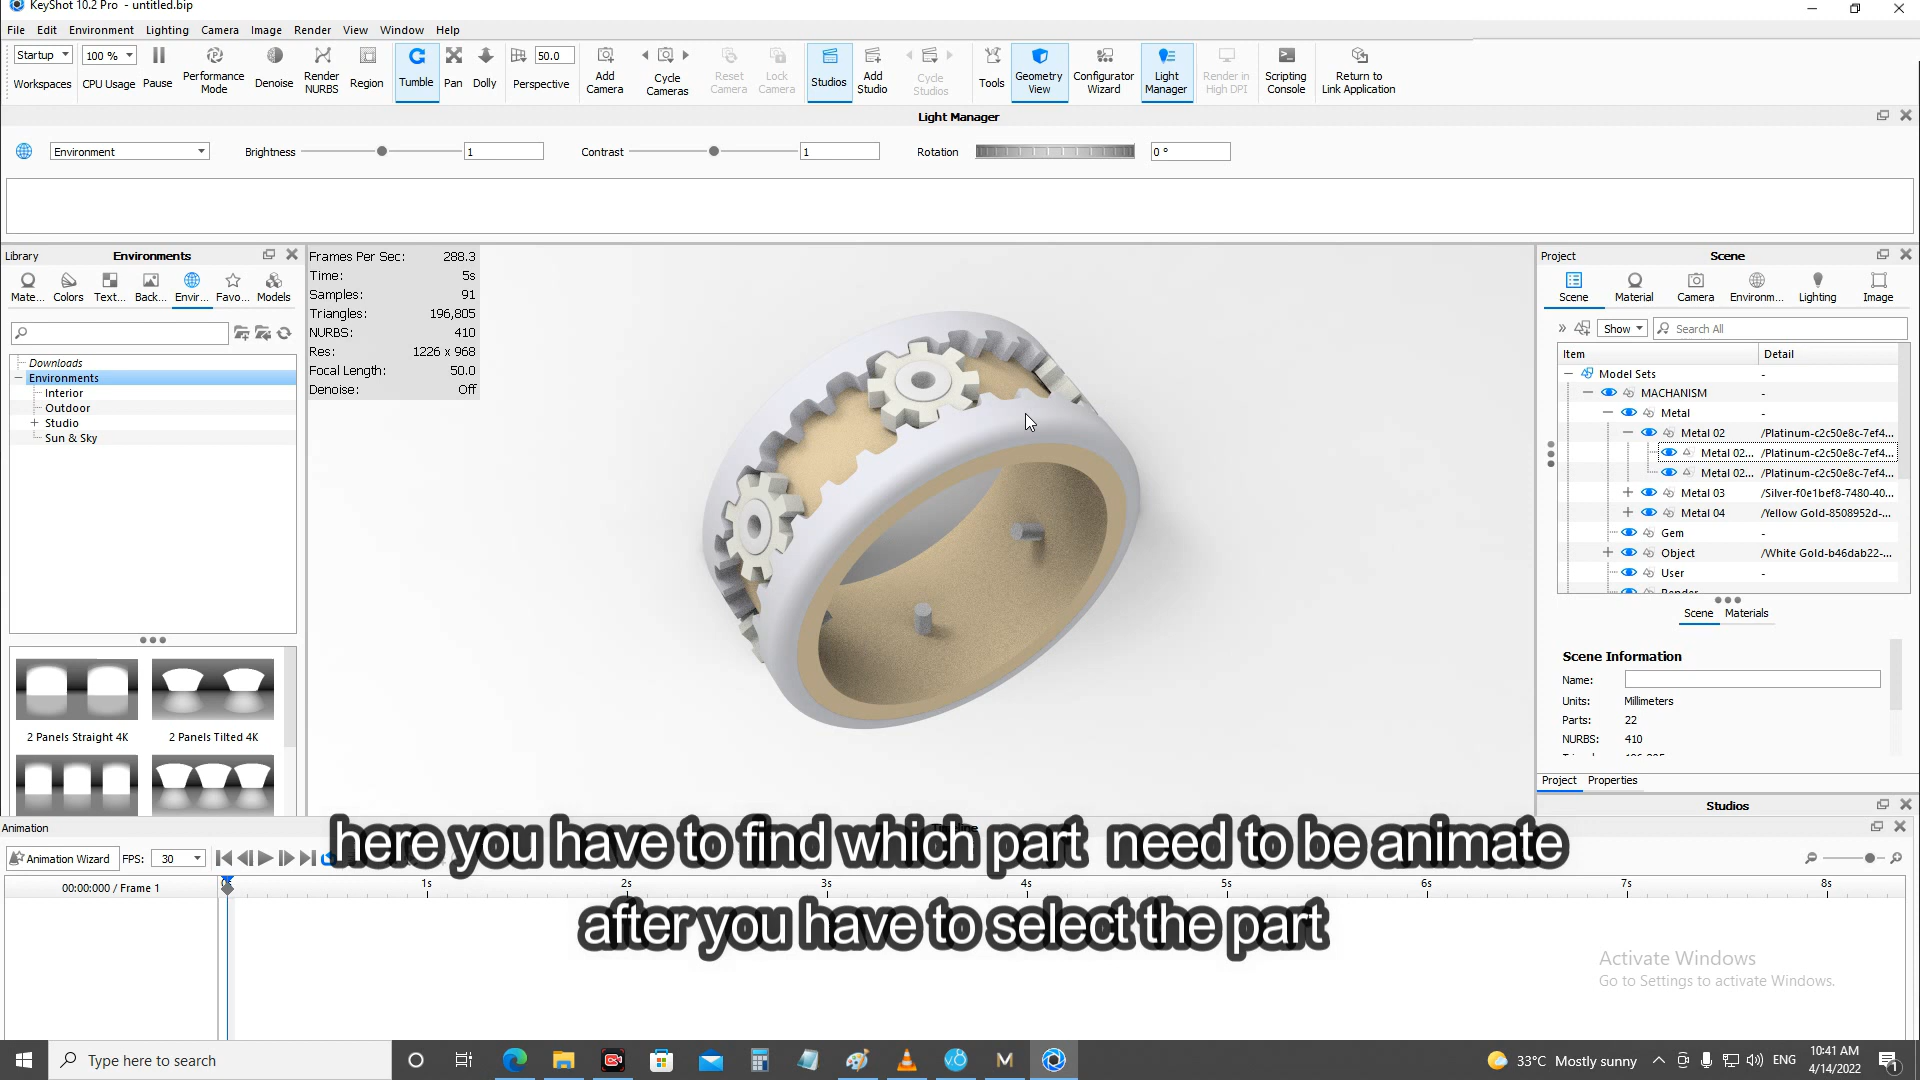 KeyShot 10.2 Pro - untitled.bip
File Edit Environment Lighting Camera Image Render View Window Help
Startup 100 % 50.0
Workspaces CPU Usage Pause Performance Mode Denoise Render NURBS Region Tumble Pan Dolly Perspective Add Camera Cycle Cameras Reset Camera Lock Camera Studios Add Studio Cycle Studios Tools Geometry View Configurator Wizard Light Manager Render in High DPI Scripting Console Return to Link Application
Light Manager
Environment Brightness 1 Contrast 1 Rotation 0 °
Library Environments
Mate... Colors Text... Back... Envir... Favo... Models
Downloads
Environments
Interior
Outdoor
Studio
Sun & Sky
2 Panels Straight 4K 2 Panels Tilted 4K
Frames Per Sec: 288.3
Time: 5s
Samples: 91
Triangles: 196,805
NURBS: 410
Res: 1226 x 968
Focal Length: 50.0
Denoise: Off
Project Scene
Scene Material Camera Environm... Lighting Image
Show Search All
Item Detail
Model Sets -
MACHANISM -
Metal -
Metal 02 /Platinum-c2c50e8c-7ef4...
Metal 02... /Platinum-c2c50e8c-7ef4...
Metal 02... /Platinum-c2c50e8c-7ef4...
Metal 03 /Silver-f0e1bef8-7480-40...
Metal 04 /Yellow Gold-8508952d-...
Gem -
Object /White Gold-b46dab22-...
User -
Render
Scene Materials
Scene Information
Name:
Units: Millimeters
Parts: 22
NURBS: 410
Project Properties
Studios
Animation
here you have to find which part need to be animate
after you have to select the part
Animation Wizard FPS: 30
00:00:000 / Frame 1 1s 2s 3s 4s 5s 6s 7s 8s
Activate Windows
Go to Settings to activate Windows.
Type here to search
33°C Mostly sunny ENG 10:41 AM
4/14/2022
1